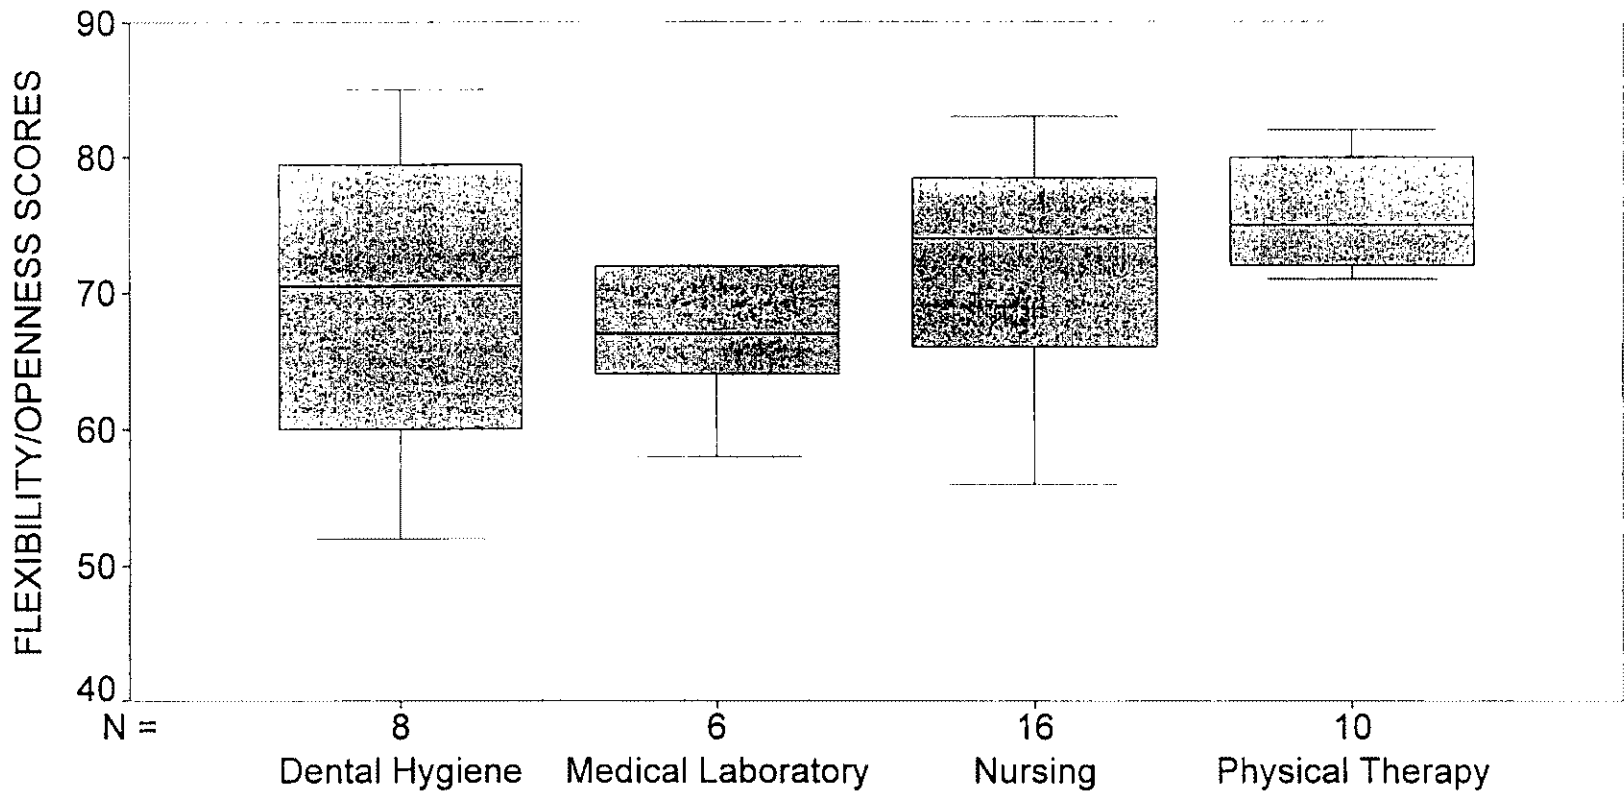 FLEXIBILITY/OPENNESS SCORES
90
80
70
60
50
40
N = 8 6 16 10
Dental Hygiene Medical Laboratory Nursing Physical Therapy